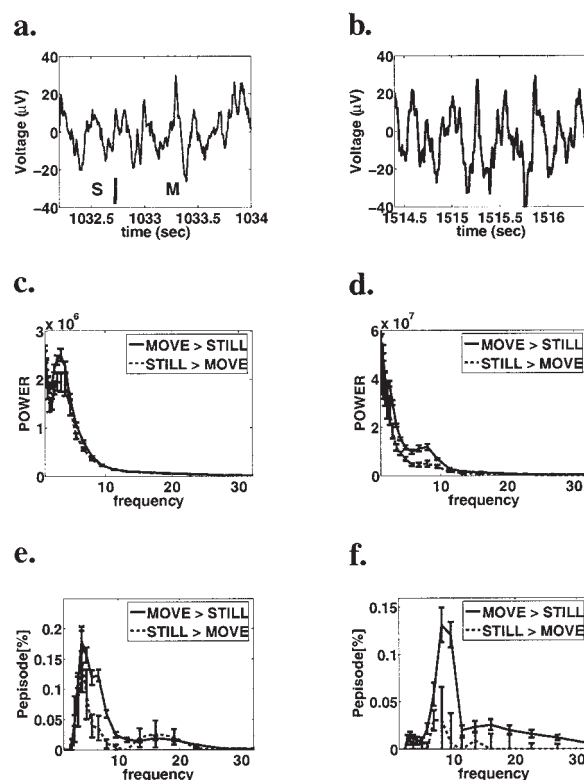 a.
40
20
0
−20
−40
Voltage (μV)
S
M
1032.5 1033 1033.5 1034
time (sec)
b.
40
20
0
−20
−40
Voltage (μV)
1514.5 1515 1515.5 1516
time (sec)
c.
x 10^6
3
2
1
0
POWER
MOVE > STILL
STILL > MOVE
10 20 30
frequency
d.
x 10^7
6
4
2
0
POWER
MOVE > STILL
STILL > MOVE
10 20 30
frequency
e.
0.2
0.15
0.1
0.05
0
Pepisode[%]
MOVE > STILL
STILL > MOVE
10 20 30
frequency
f.
0.15
0.1
0.05
0
Pepisode[%]
MOVE > STILL
STILL > MOVE
10 20 30
frequency